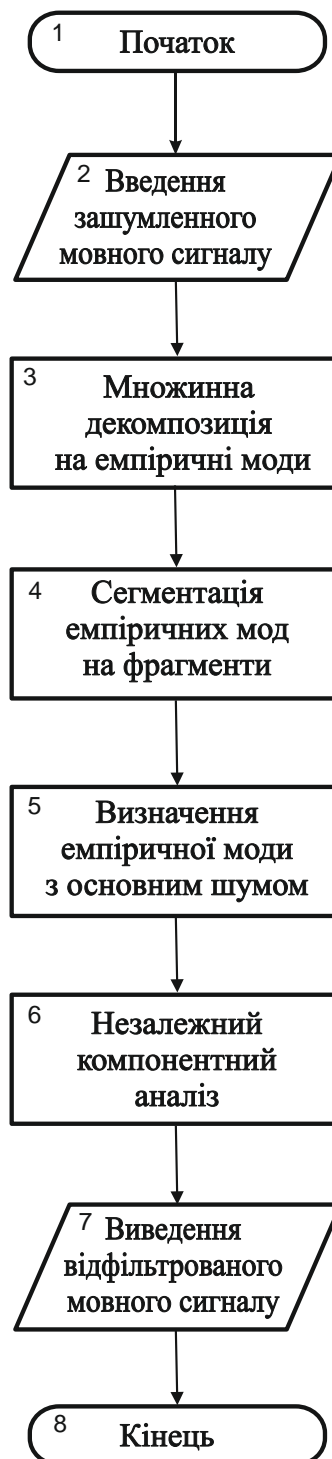 1 Початок
2 Введення
зашумленного
мовного сигналу
3 Множинна
декомпозиція
на емпіричні моди
4 Сегментація
емпіричних мод
на фрагменти
5 Визначення
емпіричної моди
з основним шумом
6 Незалежний
компонентний
аналіз
7 Виведення
відфільтрованого
мовного сигналу
8 Кінець